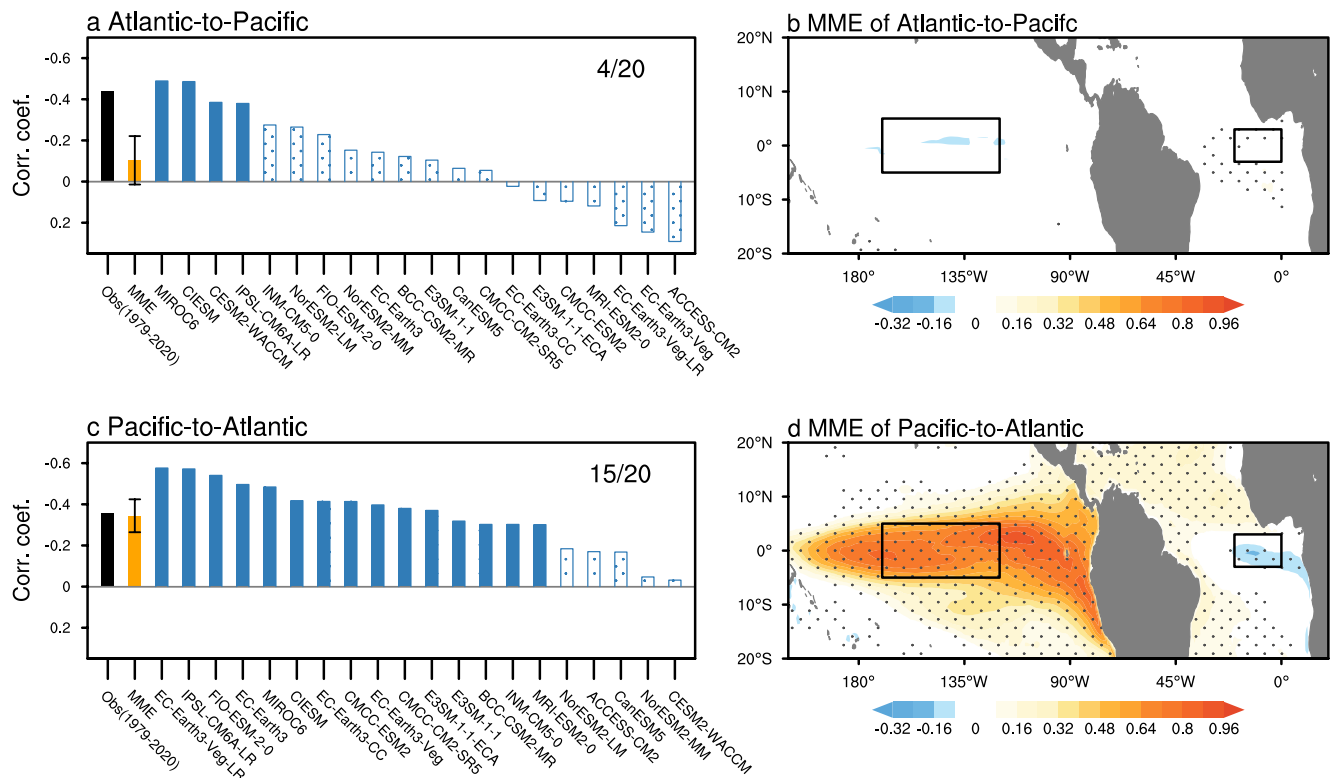 a Atlantic-to-Pacific
4/20
Corr. coef.
-0.6
-0.4
-0.2
0
0.2
Obs(1979-2020)
MME
MIROC6
CIESM
CESM2-WACCM
IPSL-CM6A-LR
INM-CM5-0
NorESM2-LM
FIO-ESM-2-0
NorESM2-MM
EC-Earth3
BCC-CSM2-MR
E3SM-1-1
CanESM5
CMCC-CM2-SR5
EC-Earth3-CC
E3SM-1-1-ECA
CMCC-ESM2
MRI-ESM2-0
EC-Earth3-Veg-LR
EC-Earth3-Veg
ACCESS-CM2
b MME of Atlantic-to-Pacifc
20°N
10°N
0°
10°S
20°S
180° 135°W 90°W 45°W 0°
-0.32 -0.16 0 0.16 0.32 0.48 0.64 0.8 0.96
c Pacific-to-Atlantic
15/20
Corr. coef.
-0.6
-0.4
-0.2
0
0.2
Obs(1979-2020)
MME
EC-Earth3-Veg-LR
IPSL-CM6A-LR
FIO-ESM-2-0
EC-Earth3
MIROC6
CIESM
EC-Earth3-CC
CMCC-ESM2
EC-Earth3-Veg
CMCC-CM2-SR5
E3SM-1-1-ECA
E3SM-1-1
BCC-CSM2-MR
INM-CM5-0
MRI-ESM2-0
NorESM2-LM
ACCESS-CM2
CanESM5
NorESM2-MM
CESM2-WACCM
d MME of Pacific-to-Atlantic
20°N
10°N
0°
10°S
20°S
180° 135°W 90°W 45°W 0°
-0.32 -0.16 0 0.16 0.32 0.48 0.64 0.8 0.96